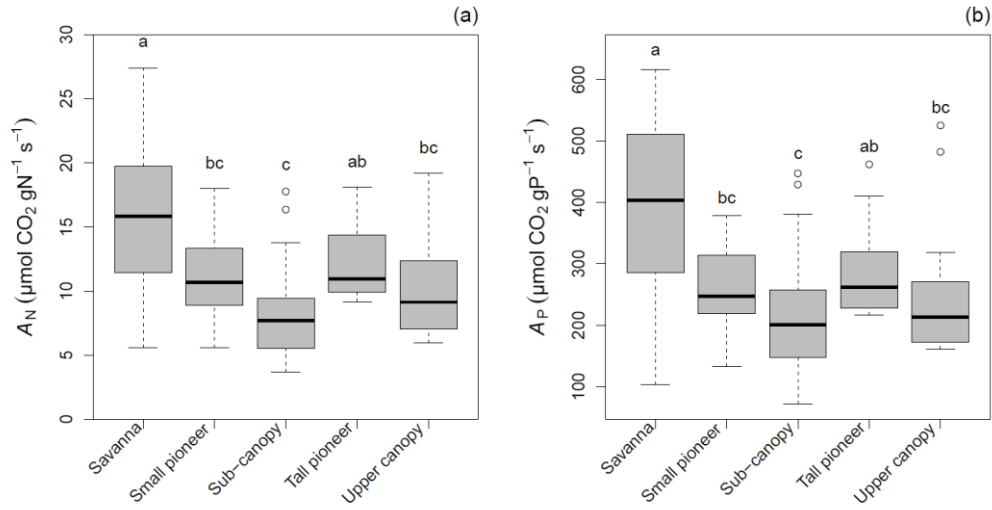 (a)
30
25
20
15
10
5
0
A_N (μmol CO₂ gN⁻¹ s⁻¹)
a
bc
c
ab
bc
Savanna
Small pioneer
Sub−canopy
Tall pioneer
Upper canopy
(b)
600
500
400
300
200
100
A_P (μmol CO₂ gP⁻¹ s⁻¹)
a
bc
c
ab
bc
Savanna
Small pioneer
Sub−canopy
Tall pioneer
Upper canopy